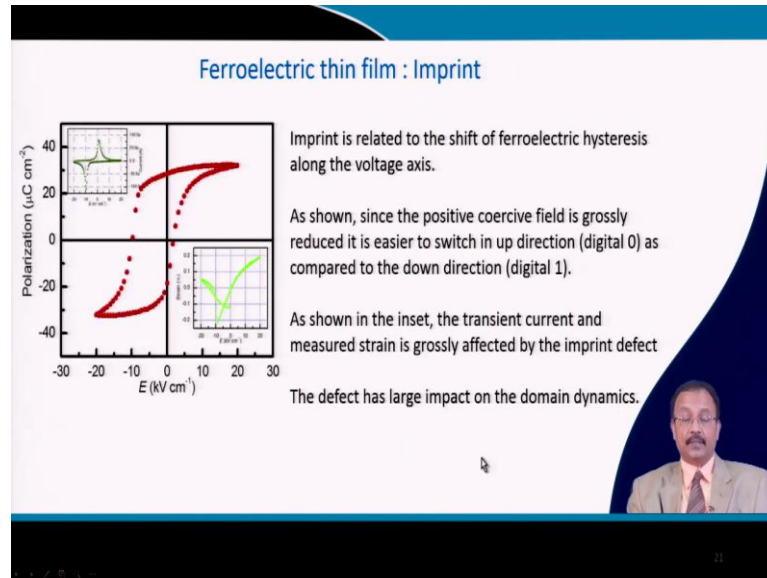 Ferroelectric thin film : Imprint
Imprint is related to the shift of ferroelectric hysteresis
along the voltage axis.
As shown, since the positive coercive field is grossly
reduced it is easier to switch in up direction (digital 0) as
compared to the down direction (digital 1).
As shown in the inset, the transient current and
measured strain is grossly affected by the imprint defect
The defect has large impact on the domain dynamics.
Polarization (μC cm⁻²)
40
20
0
-20
-40
-30 -20 -10 0 10 20 30
E (kV cm⁻¹)
21